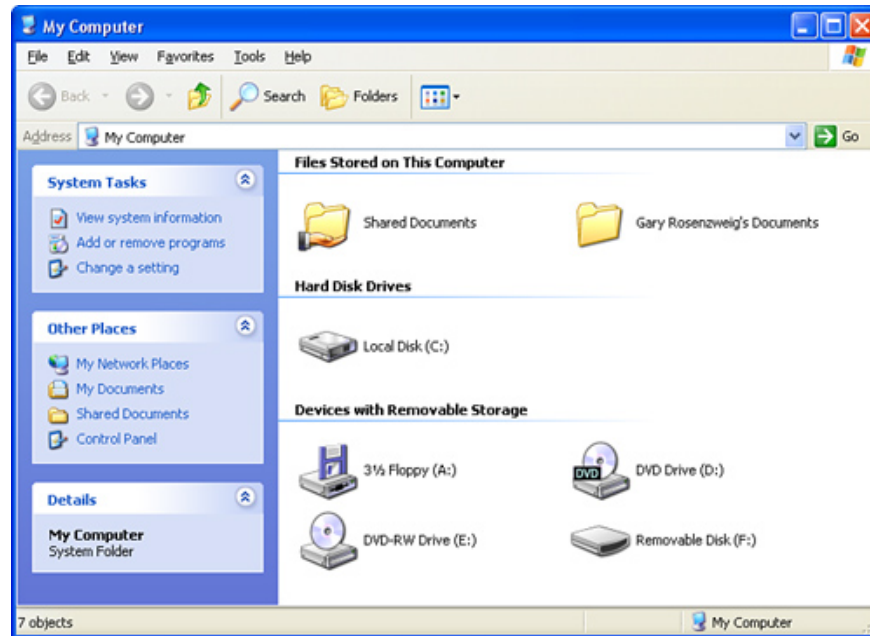 My Computer
File Edit View Favorites Tools Help
Back Search Folders
Address My Computer Go
System Tasks
View system information
Add or remove programs
Change a setting
Other Places
My Network Places
My Documents
Shared Documents
Control Panel
Details
My Computer
System Folder
Files Stored on This Computer
Shared Documents Gary Rosenzweig's Documents
Hard Disk Drives
Local Disk (C:)
Devices with Removable Storage
3½ Floppy (A:) DVD DVD Drive (D:)
DVD-RW Drive (E:) Removable Disk (F:)
7 objects My Computer